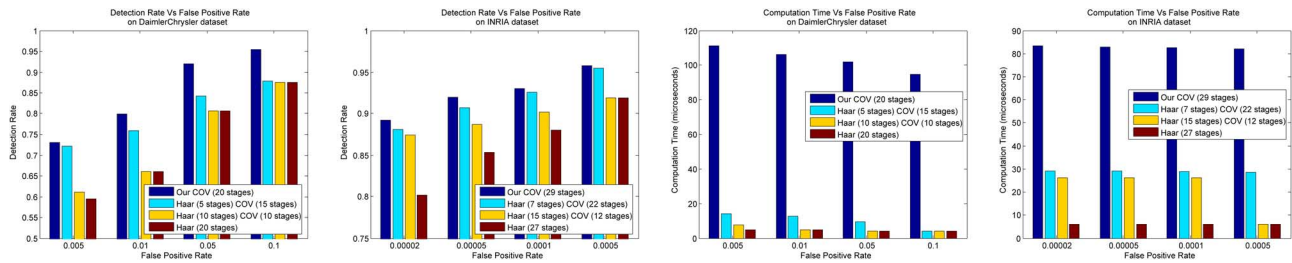 Detection Rate Vs False Positive Rate
on DaimlerChrysler dataset
1
0.95
0.9
0.85
0.8
0.75
0.7
0.65
0.6
0.55
0.5
Detection Rate
Our COV (20 stages)
Haar (5 stages) COV (15 stages)
Haar (10 stages) COV (10 stages)
Haar (20 stages)
0.005 0.01 0.05 0.1
False Positive Rate
Detection Rate Vs False Positive Rate
on INRIA dataset
1
0.95
0.9
0.85
0.8
0.75
Detection Rate
Our COV (29 stages)
Haar (7 stages) COV (22 stages)
Haar (15 stages) COV (12 stages)
Haar (27 stages)
0.00002 0.00005 0.0001 0.0005
False Positive Rate
Computation Time Vs False Positive Rate
on DaimlerChrysler dataset
120
100
80
60
40
20
0
Computation Time (microseconds)
Our COV (20 stages)
Haar (5 stages) COV (15 stages)
Haar (10 stages) COV (10 stages)
Haar (20 stages)
0.005 0.01 0.05 0.1
False Positive Rate
Computation Time Vs False Positive Rate
on INRIA dataset
90
80
70
60
50
40
30
20
10
0
Computation Time (microseconds)
Our COV (29 stages)
Haar (7 stages) COV (22 stages)
Haar (15 stages) COV (12 stages)
Haar (27 stages)
0.00002 0.00005 0.0001 0.0005
False Positive Rate